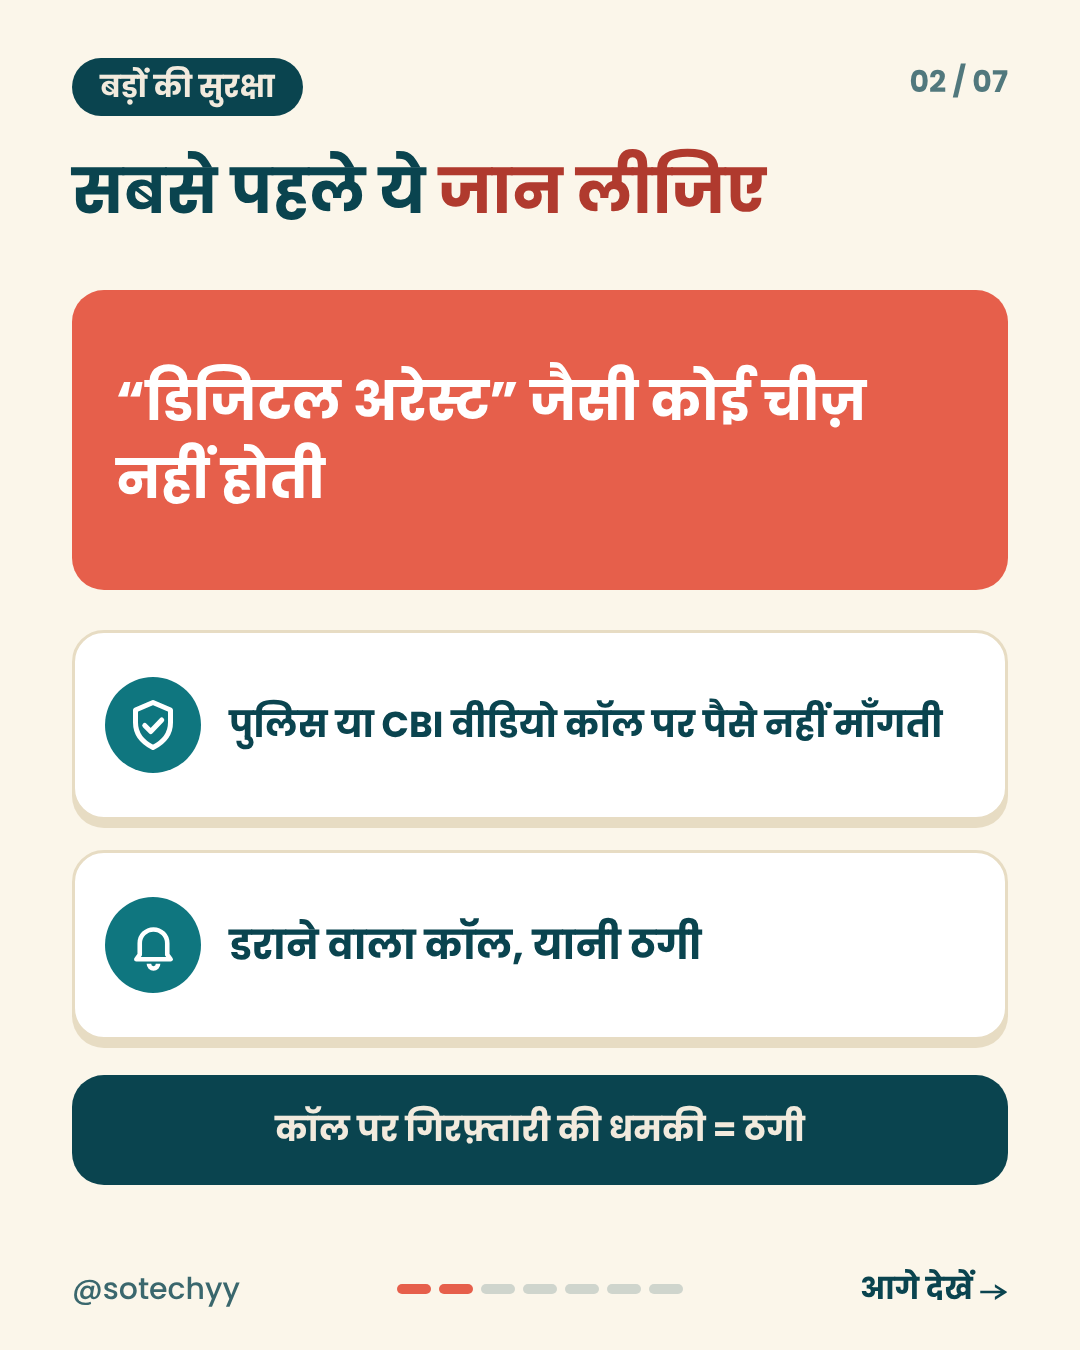 बड़ों की सुरक्षा
02 / 07
सबसे पहले ये जान लीजिए
“डिजिटल अरेस्ट” जैसी कोई चीज़
नहीं होती
पुलिस या CBI वीडियो कॉल पर पैसे नहीं माँगती
डराने वाला कॉल, यानी ठगी
कॉल पर गिरफ़्तारी की धमकी = ठगी
@sotechyy
आगे देखें →